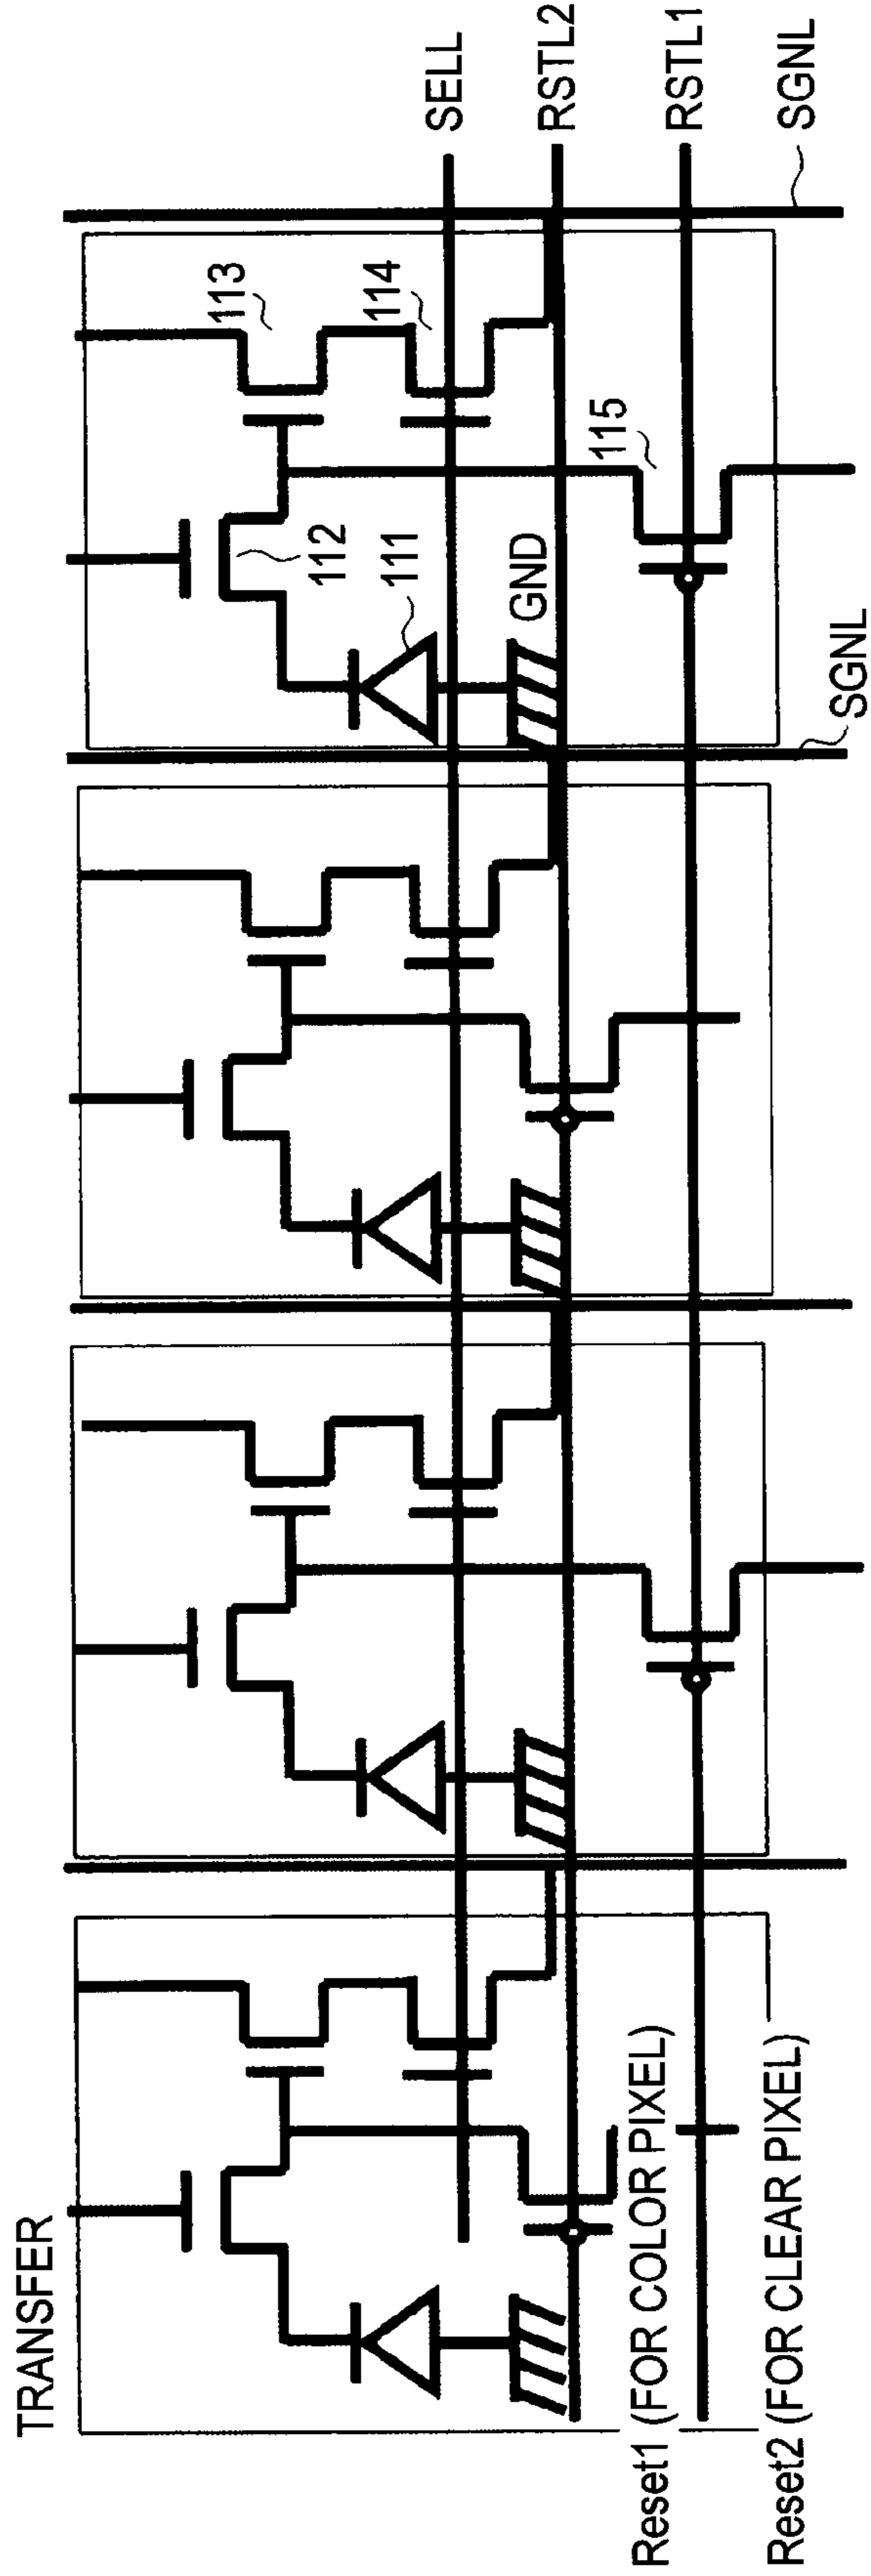 TRANSFER
113
114
SELL
RSTL2
RSTL1
SGNL
112
111
GND
115
SGNL
Reset1 (FOR COLOR PIXEL)
Reset2 (FOR CLEAR PIXEL)